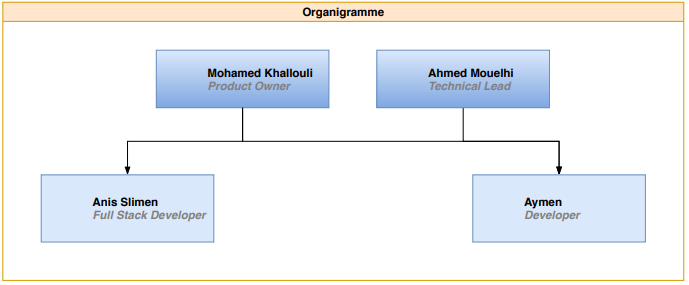 Organigramme
Mohamed Khallouli
Product Owner
Ahmed Mouelhi
Technical Lead
Anis Slimen
Full Stack Developer
Aymen
Developer